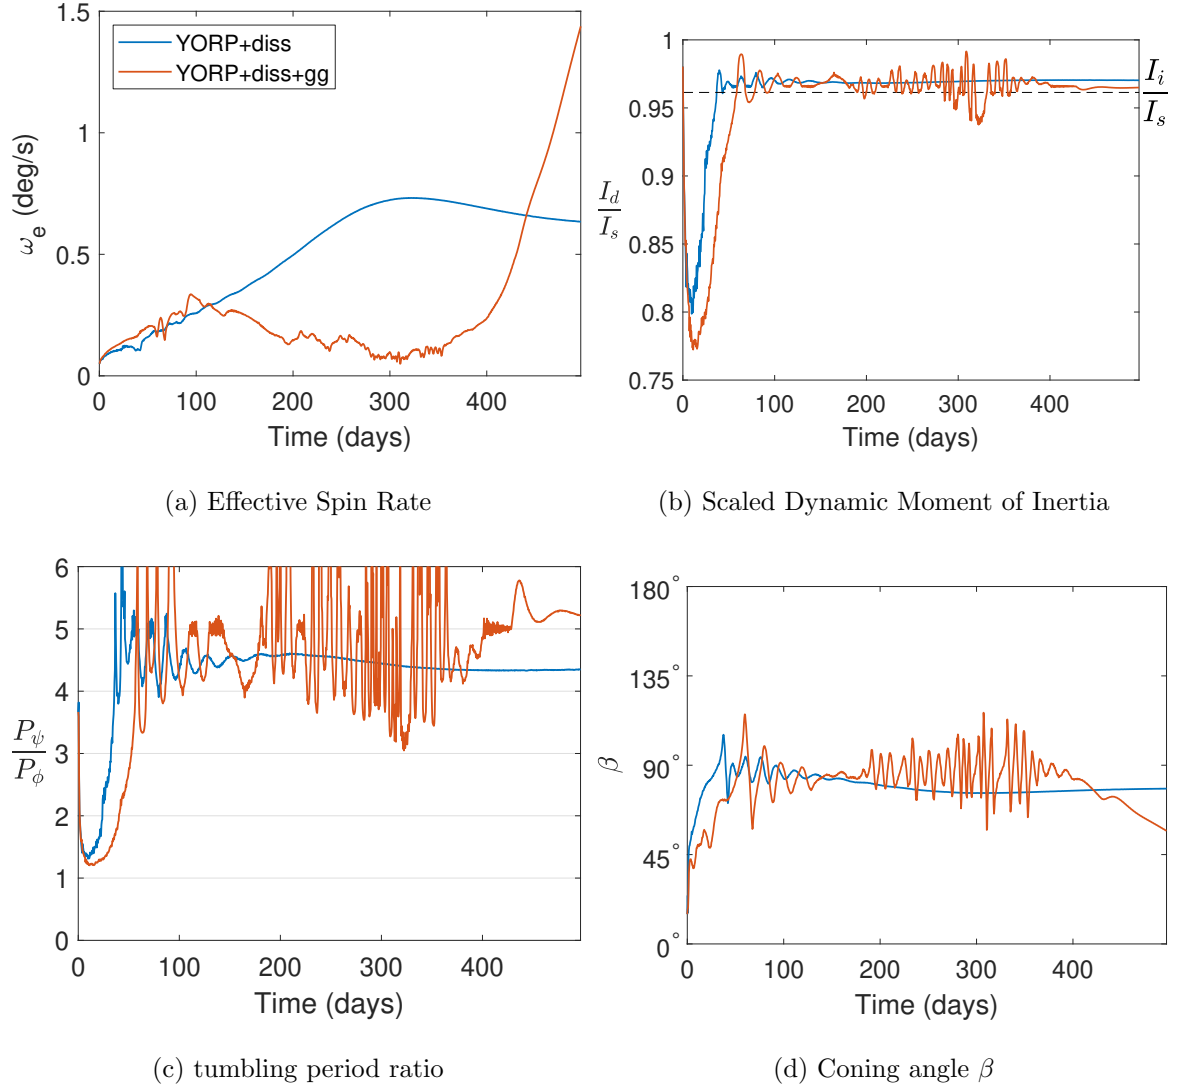 1.5
1
0.5
0
ω_e (deg/s)
YORP+diss
YORP+diss+gg
0 100 200 300 400
Time (days)
(a) Effective Spin Rate
1
0.95
0.9
0.85
0.8
0.75
I_d
I_s
I_i
I_s
0 100 200 300 400
Time (days)
(b) Scaled Dynamic Moment of Inertia
6
5
4
3
2
1
0
P_ψ
P_ϕ
0 100 200 300 400
Time (days)
(c) tumbling period ratio
180°
135°
90°
45°
0°
β
0 100 200 300 400
Time (days)
(d) Coning angle β